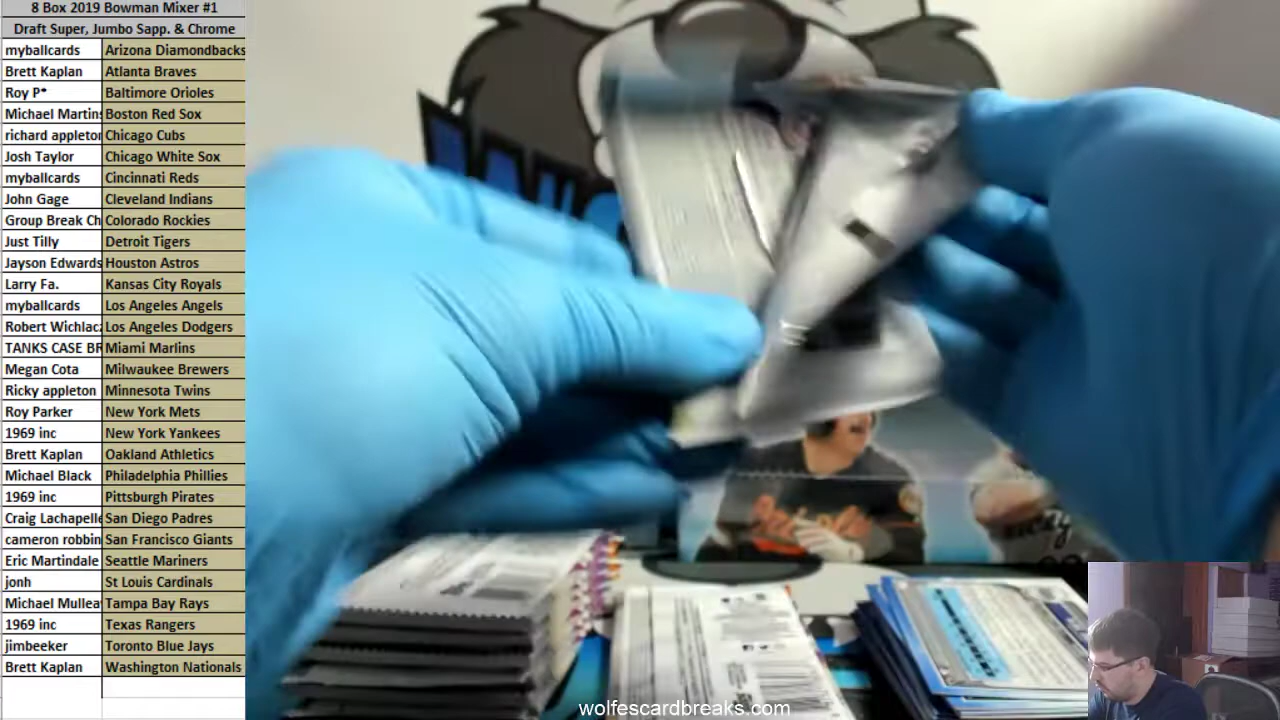 8 Box 2019 Bowman Mixer #1
Draft Super, Jumbo Sapp. & Chrome
myballcards Arizona Diamondbacks
Brett Kaplan Atlanta Braves
Roy P* Baltimore Orioles
Michael Martins Boston Red Sox
richard appleton Chicago Cubs
Josh Taylor Chicago White Sox
myballcards Cincinnati Reds
John Gage Cleveland Indians
Group Break Ch Colorado Rockies
Just Tilly Detroit Tigers
Jayson Edwards Houston Astros
Larry Fa. Kansas City Royals
myballcards Los Angeles Angels
Robert Wichlacz Los Angeles Dodgers
TANKS CASE BR Miami Marlins
Megan Cota Milwaukee Brewers
Ricky appleton Minnesota Twins
Roy Parker New York Mets
1969 inc New York Yankees
Brett Kaplan Oakland Athletics
Michael Black Philadelphia Phillies
1969 inc Pittsburgh Pirates
Craig Lachapelle San Diego Padres
cameron robbin San Francisco Giants
Eric Martindale Seattle Mariners
jonh St Louis Cardinals
Michael Mullea Tampa Bay Rays
1969 inc Texas Rangers
jimbeeker Toronto Blue Jays
Brett Kaplan Washington Nationals
wolfescardbreaks.com